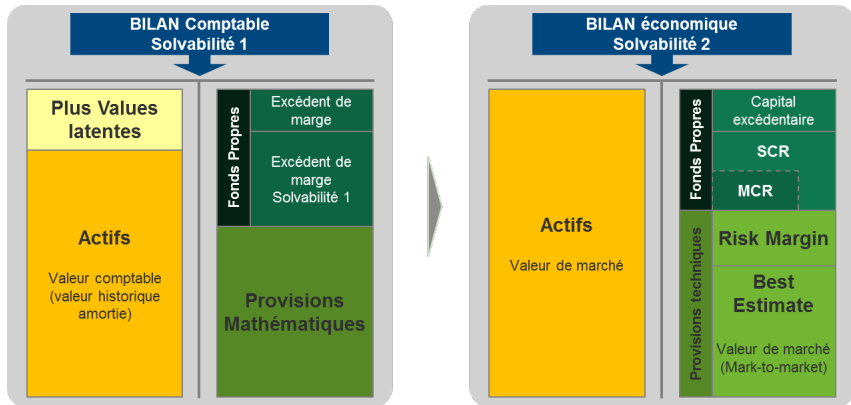 BILAN Comptable
Solvabilité 1
Plus Values
latentes
Actifs
Valeur comptable
(valeur historique
amortie)
Fonds Propres
Excédent de
marge
Excédent de
marge
Solvabilité 1
Provisions
Mathématiques
BILAN économique
Solvabilité 2
Actifs
Valeur de marché
Fonds Propres
Capital
excédentaire
SCR
MCR
Provisions techniques
Risk Margin
Best
Estimate
Valeur de marché
(Mark-to-market)